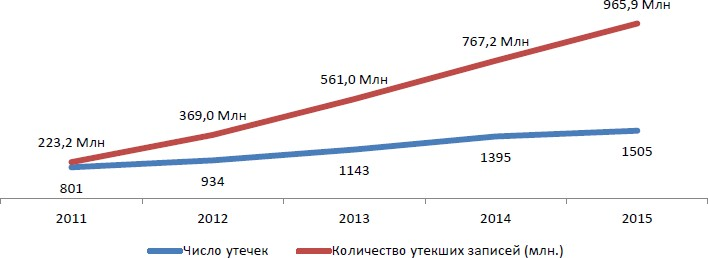 965,9 Млн
767,2 Млн
561,0 Млн
369,0 Млн
223,2 Млн
801
934
1143
1395
1505
2011 2012 2013 2014 2015
Число утечек Количество утекших записей (млн.)